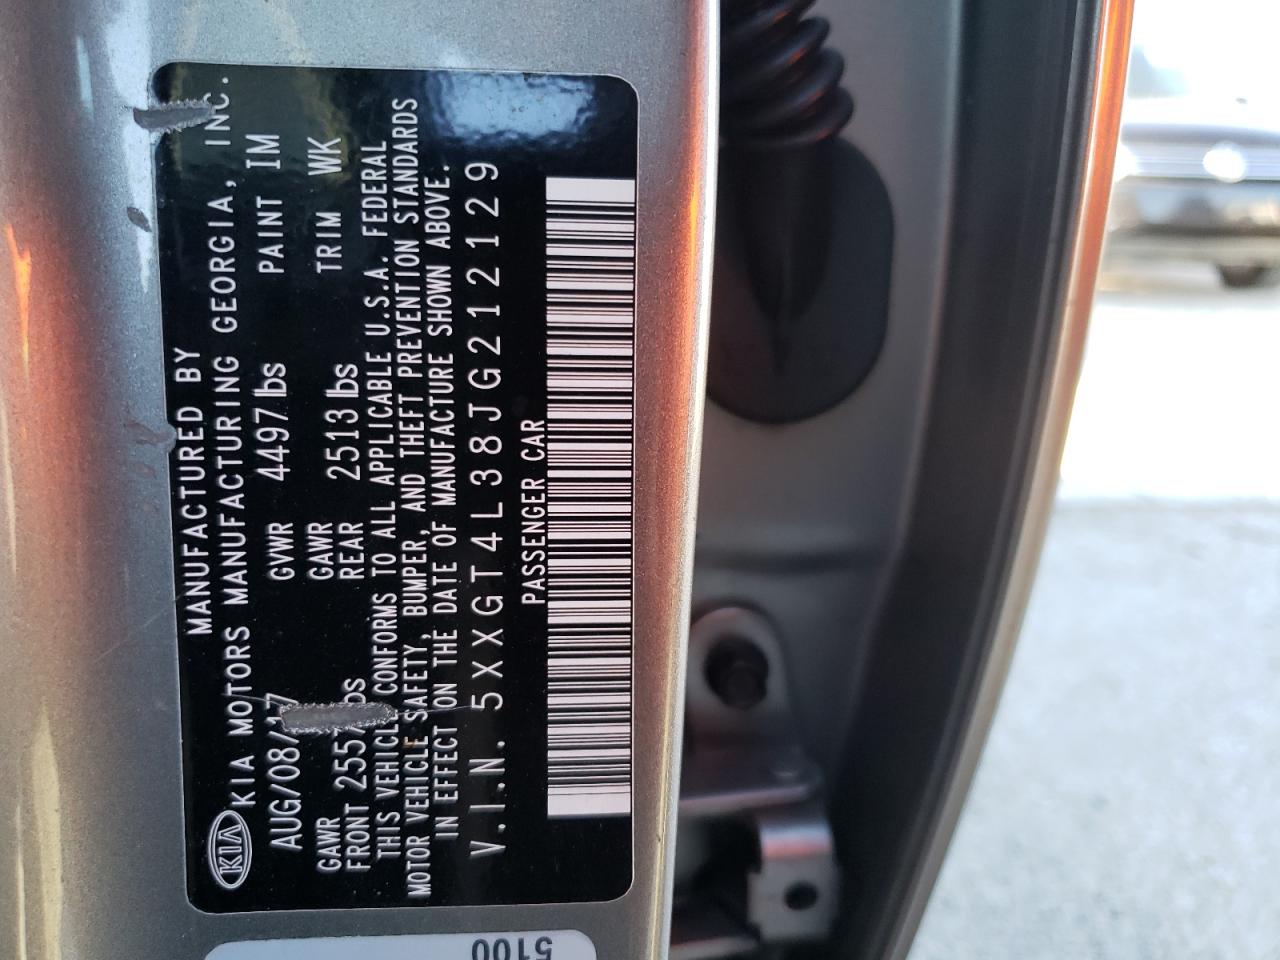 MANUFACTURED BY
KIA KIA MOTORS MANUFACTURING GEORGIA, INC.
AUG/08/17 GVWR 4497 lbs PAINT IM
GAWR FRONT 255 lbs GAWR REAR 2513 lbs TRIM WK
THIS VEHICLE CONFORMS TO ALL APPLICABLE U.S.A. FEDERAL
MOTOR VEHICLE SAFETY, BUMPER, AND THEFT PREVENTION STANDARDS
IN EFFECT ON THE DATE OF MANUFACTURE SHOWN ABOVE.
V.I.N. 5XXGT4L38JG212129
PASSENGER CAR
5100